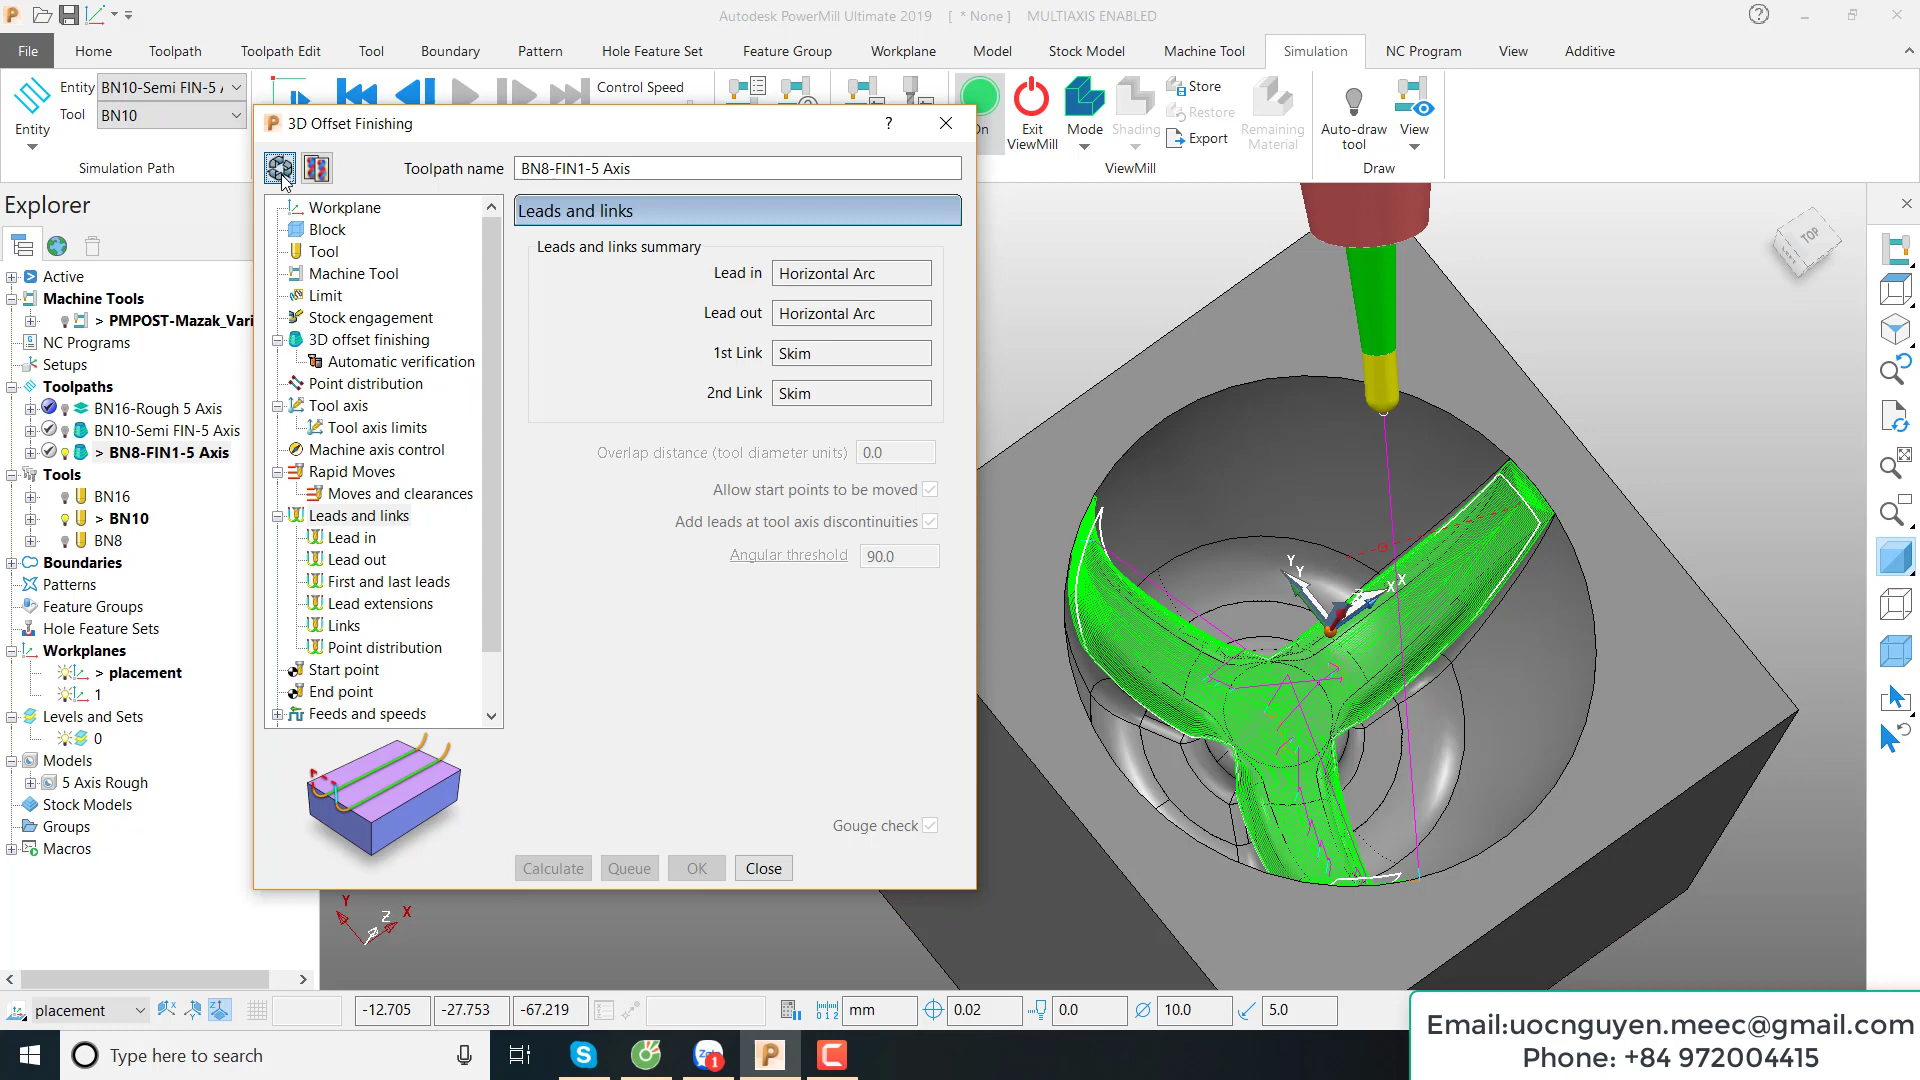 Autodesk PowerMill Ultimate 2019 [ * None ] MULTIAXIS ENABLED
File Home Toolpath Toolpath Edit Tool Boundary Pattern Hole Feature Set Feature Group Workplane Model Stock Model Machine Tool Simulation NC Program View Additive
Entity
Entity BN10-Semi FIN-5
Tool BN10
Simulation Path
Control Speed
Exit ViewMill
Mode
Shading
Store
Restore
Export
Remaining Material
ViewMill
Auto-draw tool
View
Draw
Explorer
Active
Machine Tools
> PMPOST-Mazak_Vari
NC Programs
Setups
Toolpaths
BN16-Rough 5 Axis
BN10-Semi FIN-5 Axis
> BN8-FIN1-5 Axis
Tools
BN16
> BN10
BN8
Boundaries
Patterns
Feature Groups
Hole Feature Sets
Workplanes
> placement
1
Levels and Sets
0
Models
5 Axis Rough
Stock Models
Groups
Macros
3D Offset Finishing
?
Toolpath name BN8-FIN1-5 Axis
Workplane
Block
Tool
Machine Tool
Limit
Stock engagement
3D offset finishing
Automatic verification
Point distribution
Tool axis
Tool axis limits
Machine axis control
Rapid Moves
Moves and clearances
Leads and links
Lead in
Lead out
First and last leads
Lead extensions
Links
Point distribution
Start point
End point
Feeds and speeds
Leads and links
Leads and links summary
Lead in Horizontal Arc
Lead out Horizontal Arc
1st Link Skim
2nd Link Skim
Overlap distance (tool diameter units) 0.0
Allow start points to be moved
Add leads at tool axis discontinuities
Angular threshold 90.0
Gouge check
Calculate Queue OK Close
TOP
Y
Y
X
X
Y
Z
X
placement -12.705 -27.753 -67.219 mm 0.02 0.0 10.0 5.0
Type here to search
Email:uocnguyen.meec@gmail.com
Phone: +84 972004415